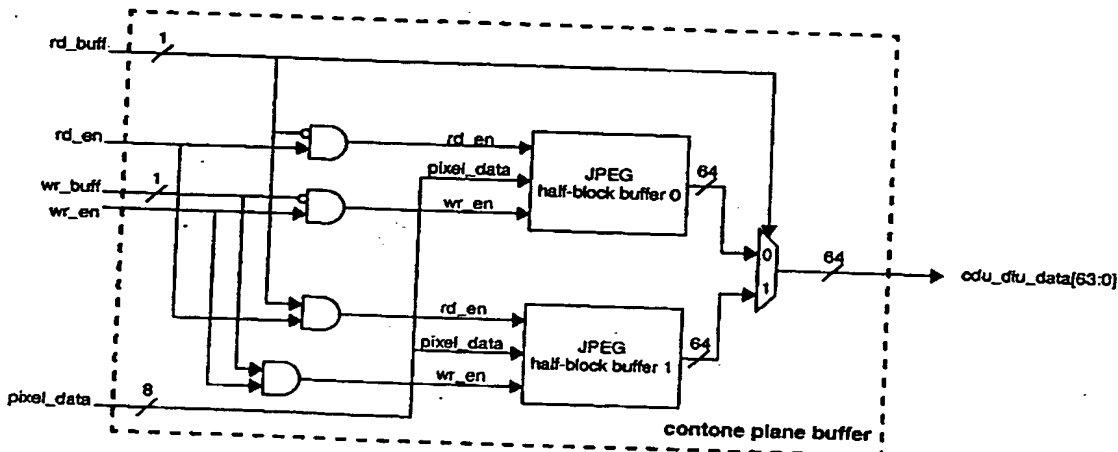 rd_buff
1
rd_en
rd_en
JPEG
half-block buffer 0
64
pixel_data
wr_buff
1
wr_en
wr_en
0
1
64
cdu_diu_data[63:0]
rd_en
JPEG
half-block buffer 1
64
pixel_data
wr_en
pixel_data
8
contone plane buffer